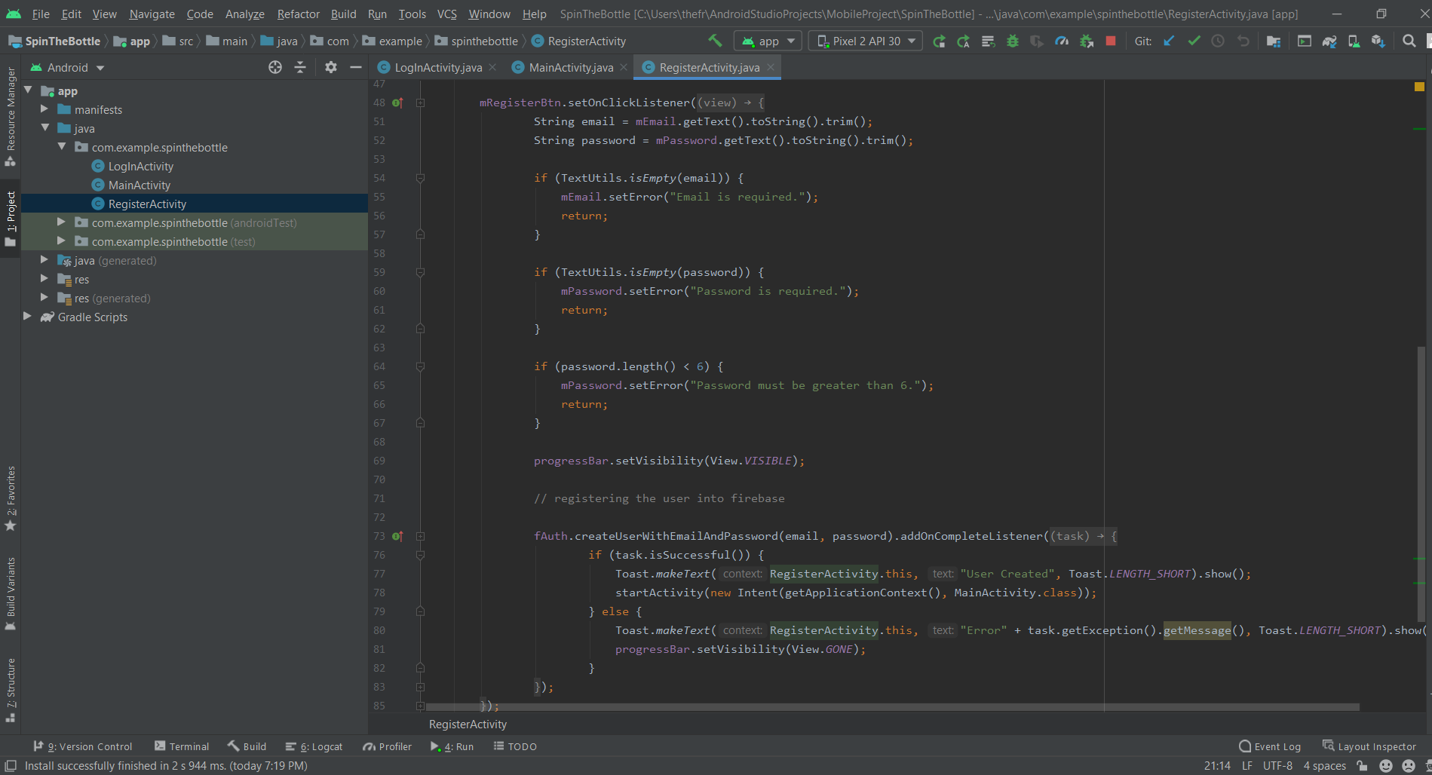 File Edit View Navigate Code Analyze Refactor Build Run Tools VCS Window Help SpinTheBottle [C:\Users\thefr\AndroidStudioProjects\MobileProject\SpinTheBottle] - ...\java\com\example\spinthebottle\RegisterActivity.java [app]
SpinTheBottle app src main java com example spinthebottle RegisterActivity app Pixel 2 API 30 Git:
Android LogInActivity.java MainActivity.java RegisterActivity.java
Resource Manager
1: Project
2: Favorites
Build Variants
7: Structure
app
manifests
java
com.example.spinthebottle
LogInActivity
MainActivity
RegisterActivity
com.example.spinthebottle (androidTest)
com.example.spinthebottle (test)
java (generated)
res
res (generated)
Gradle Scripts
47
48 mRegisterBtn.setOnClickListener((view) → {
51 String email = mEmail.getText().toString().trim();
52 String password = mPassword.getText().toString().trim();
53
54 if (TextUtils.isEmpty(email)) {
55 mEmail.setError("Email is required.");
56 return;
57 }
58
59 if (TextUtils.isEmpty(password)) {
60 mPassword.setError("Password is required.");
61 return;
62 }
63
64 if (password.length() < 6) {
65 mPassword.setError("Password must be greater than 6.");
66 return;
67 }
68
69 progressBar.setVisibility(View.VISIBLE);
70
71 // registering the user into firebase
72
73 fAuth.createUserWithEmailAndPassword(email, password).addOnCompleteListener((task) → {
76 if (task.isSuccessful()) {
77 Toast.makeText( context: RegisterActivity.this, text: "User Created", Toast.LENGTH_SHORT).show();
78 startActivity(new Intent(getApplicationContext(), MainActivity.class));
79 } else {
80 Toast.makeText( context: RegisterActivity.this, text: "Error" + task.getException().getMessage(), Toast.LENGTH_SHORT).show(
81 progressBar.setVisibility(View.GONE);
82 }
83 });
85 });
RegisterActivity
9: Version Control Terminal Build 6: Logcat Profiler 4: Run TODO Event Log Layout Inspector
Install successfully finished in 2 s 944 ms. (today 7:19 PM) 21:14 LF UTF-8 4 spaces